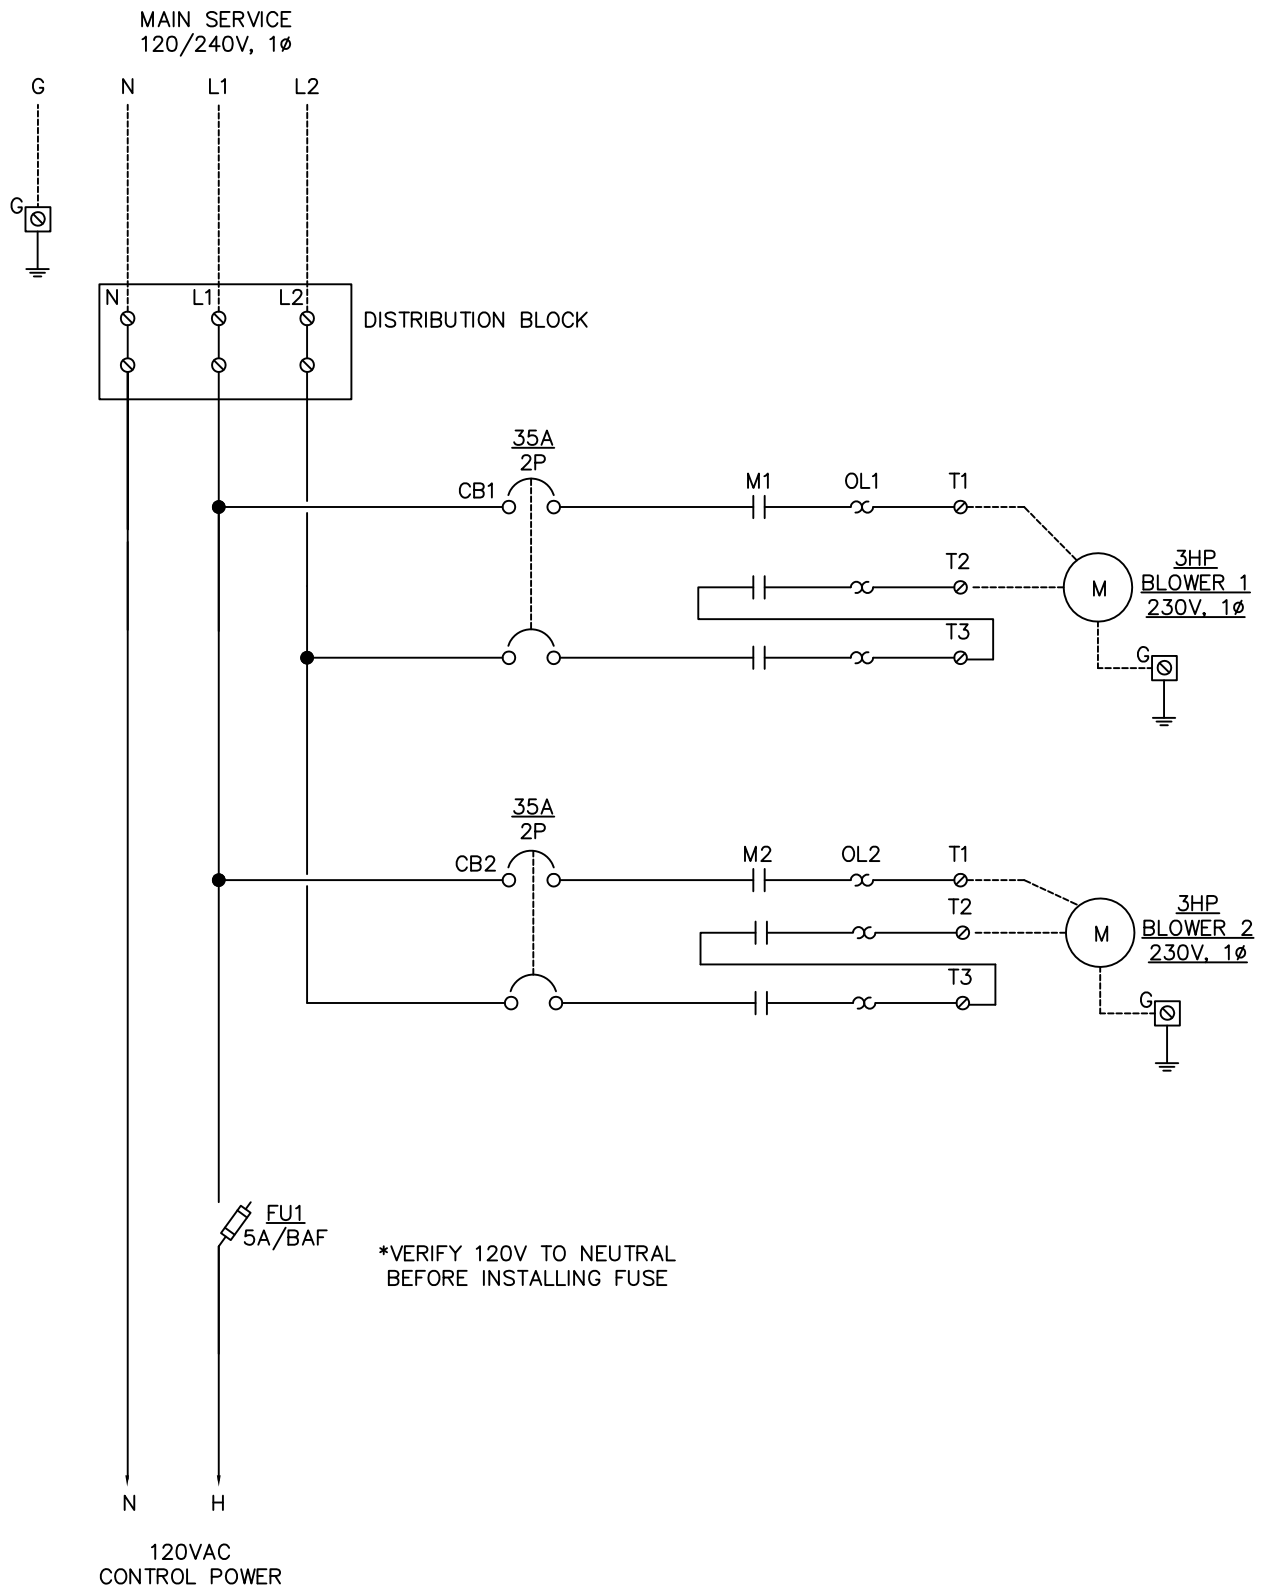 MAIN SERVICE
120/240V, 1ø
G
N
L1
L2
G
N
L1
L2
DISTRIBUTION BLOCK
35A
2P
CB1
M1
OL1
T1
T2
T3
M
3HP
BLOWER 1
230V, 1ø
G
35A
2P
CB2
M2
OL2
T1
T2
T3
M
3HP
BLOWER 2
230V, 1ø
G
FU1
5A/BAF
*VERIFY 120V TO NEUTRAL
BEFORE INSTALLING FUSE
N
H
120VAC
CONTROL POWER